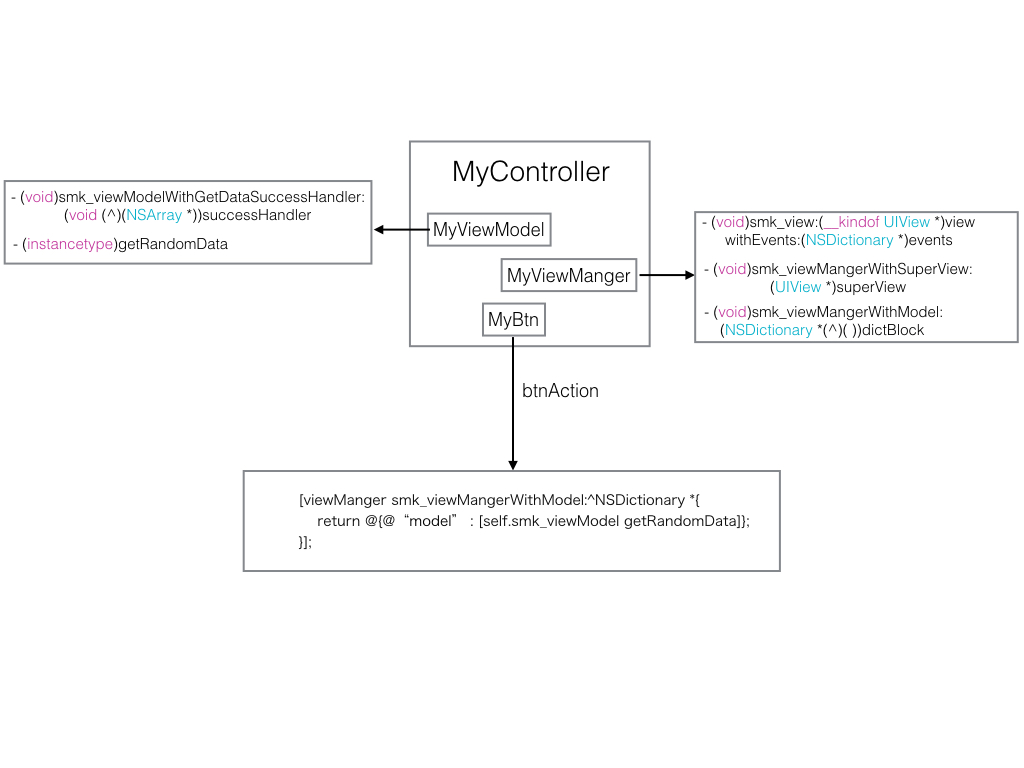 MyController
- (void)smk_viewModelWithGetDataSuccessHandler:
(void (^)(NSArray *))successHandler
- (instancetype)getRandomData
MyViewModel
MyViewManger
MyBtn
- (void)smk_view:(__kindof UIView *)view
withEvents:(NSDictionary *)events
- (void)smk_viewMangerWithSuperView:
(UIView *)superView
- (void)smk_viewMangerWithModel:
(NSDictionary *(^)( ))dictBlock
btnAction
[viewManger smk_viewMangerWithModel:^NSDictionary *{
return @{@ “model” : [self.smk_viewModel getRandomData]};
}];